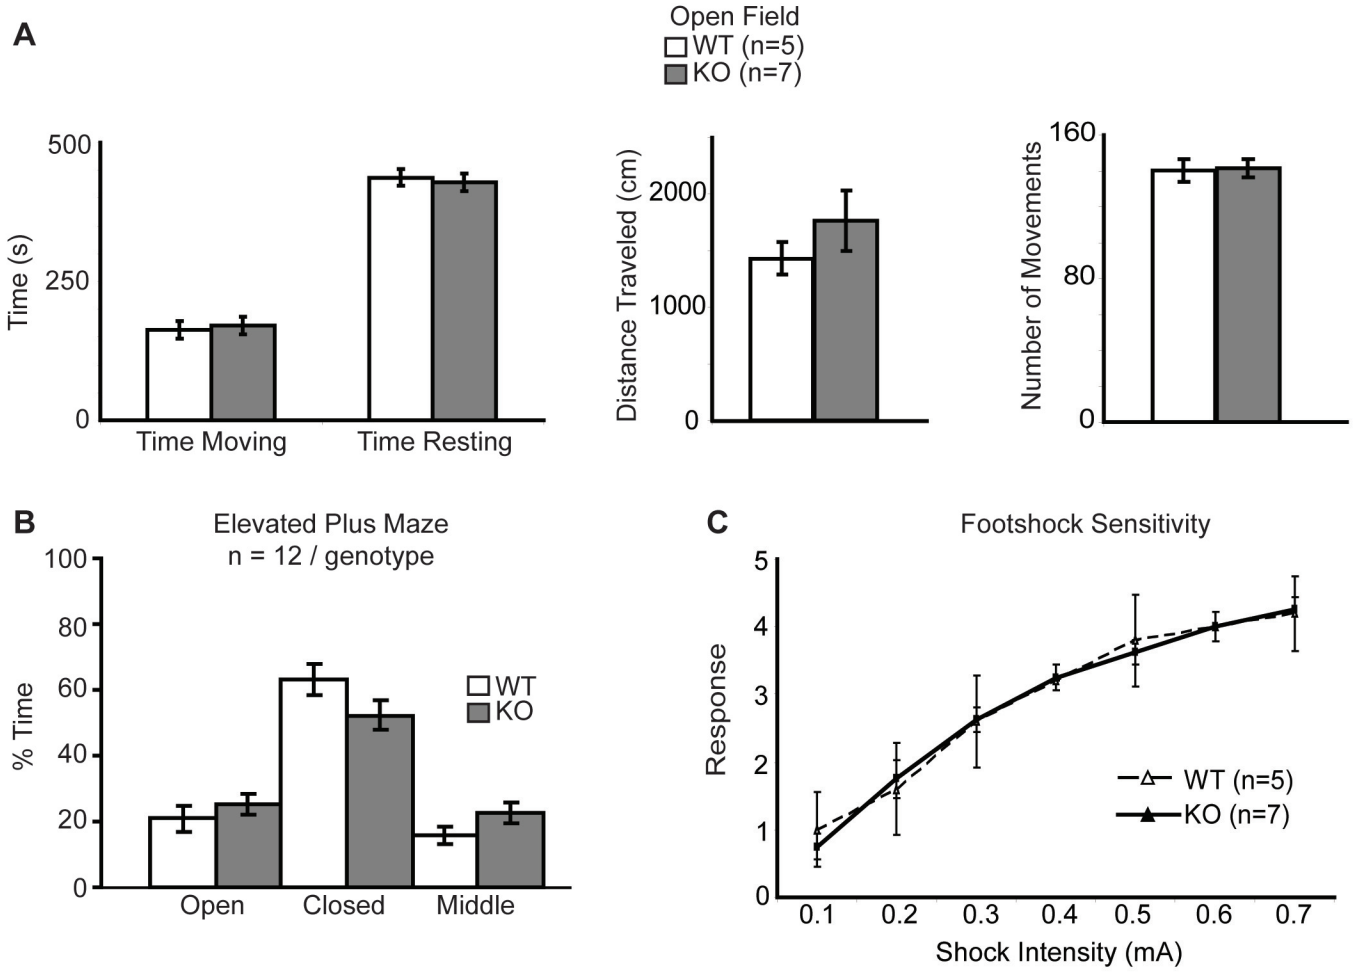 A
Open Field
WT (n=5)
KO (n=7)
Time (s)
500
250
0
Time Moving
Time Resting
Distance Traveled (cm)
2000
1000
0
Number of Movements
160
80
0
B
Elevated Plus Maze
n = 12 / genotype
% Time
100
80
60
40
20
0
WT
KO
Open
Closed
Middle
C
Footshock Sensitivity
Response
5
4
3
2
1
0
WT (n=5)
KO (n=7)
0.1 0.2 0.3 0.4 0.5 0.6 0.7
Shock Intensity (mA)